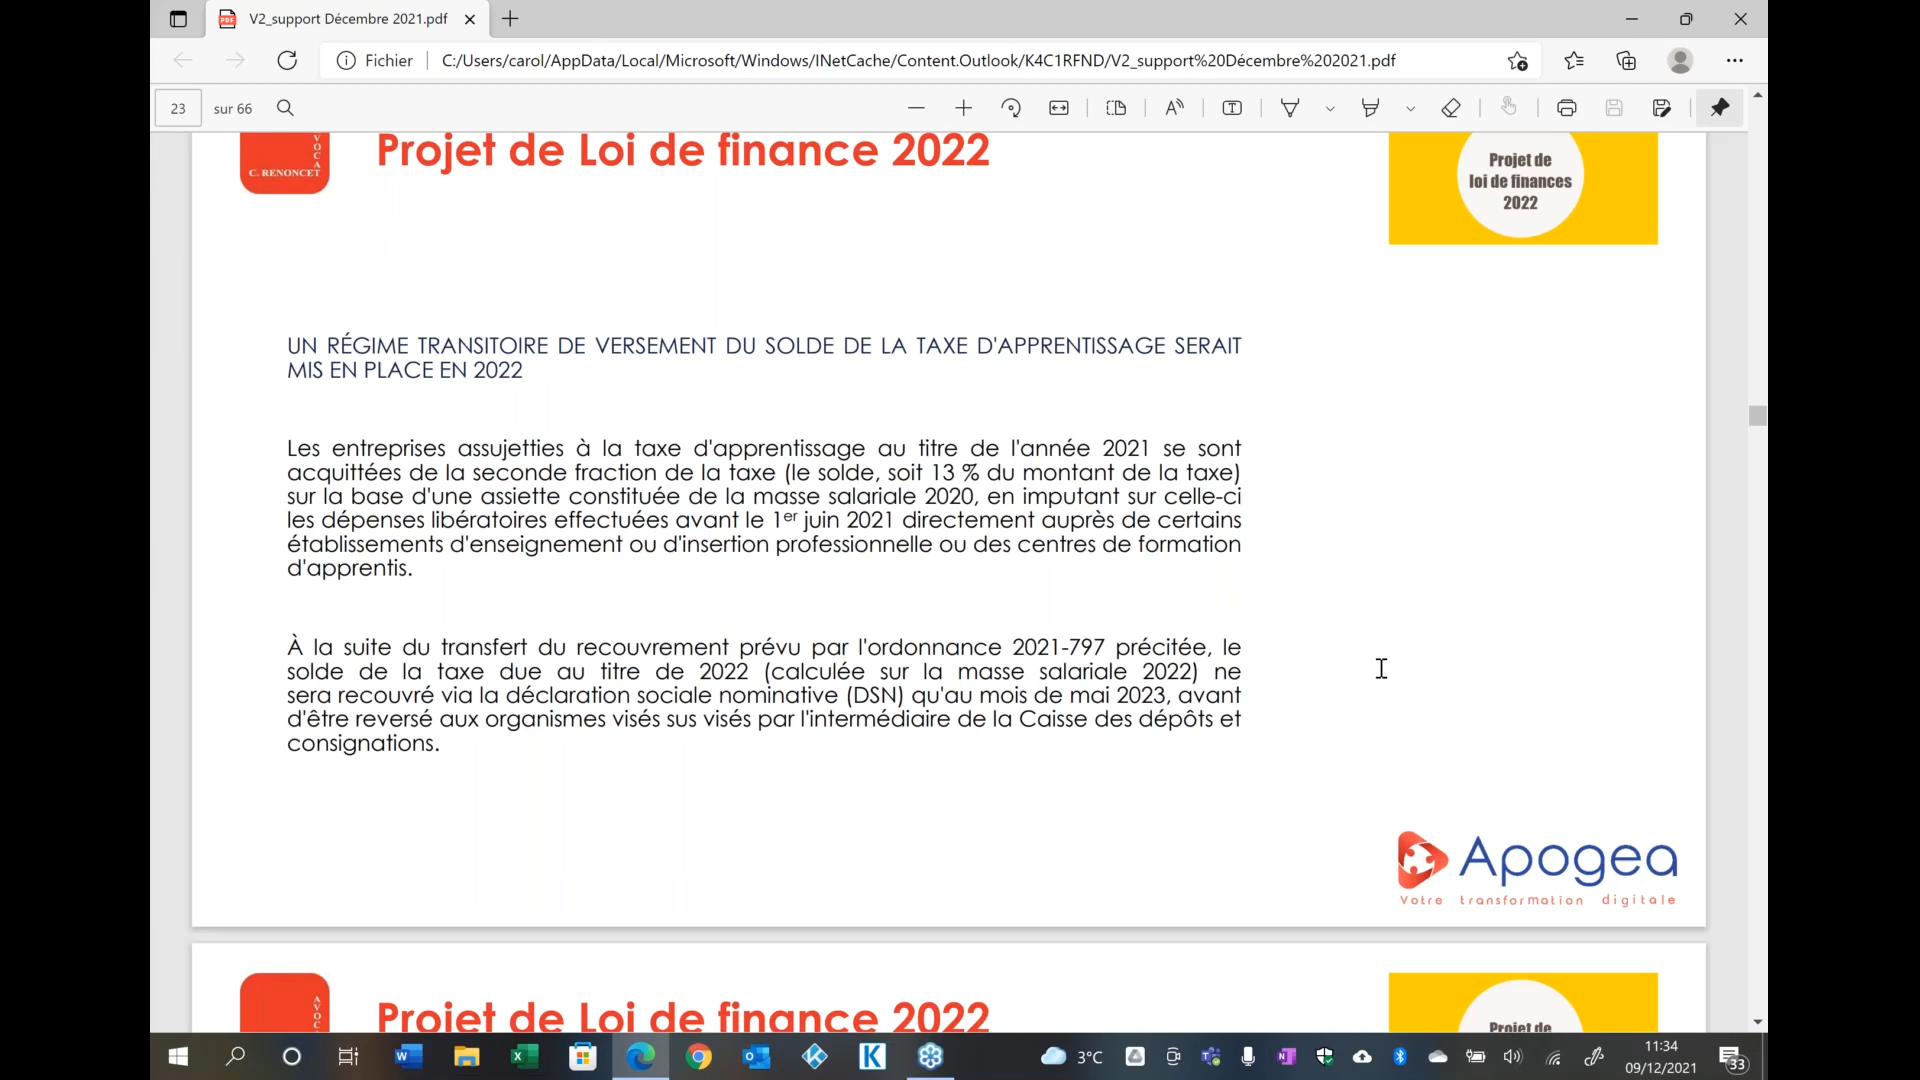 V2_support Décembre 2021.pdf
Fichier
C:/Users/carol/AppData/Local/Microsoft/Windows/INetCache/Content.Outlook/K4C1RFND/V2_support%20Décembre%202021.pdf
23 sur 66
VOCA
C. RENONCET
Projet de Loi de finance 2022
Projet de
loi de finances
2022
UN RÉGIME TRANSITOIRE DE VERSEMENT DU SOLDE DE LA TAXE D'APPRENTISSAGE SERAIT
MIS EN PLACE EN 2022
Les entreprises assujetties à la taxe d'apprentissage au titre de l'année 2021 se sont
acquittées de la seconde fraction de la taxe (le solde, soit 13 % du montant de la taxe)
sur la base d'une assiette constituée de la masse salariale 2020, en imputant sur celle-ci
les dépenses libératoires effectuées avant le 1er juin 2021 directement auprès de certains
établissements d'enseignement ou d'insertion professionnelle ou des centres de formation
d'apprentis.
À la suite du transfert du recouvrement prévu par l'ordonnance 2021-797 précitée, le
solde de la taxe due au titre de 2022 (calculée sur la masse salariale 2022) ne
sera recouvré via la déclaration sociale nominative (DSN) qu'au mois de mai 2023, avant
d'être reversé aux organismes visés sus visés par l'intermédiaire de la Caisse des dépôts et
consignations.
Apogea
Votre transformation digitale
AVOC
Projet de Loi de finance 2022
Projet de
3°C
11:34
09/12/2021
33